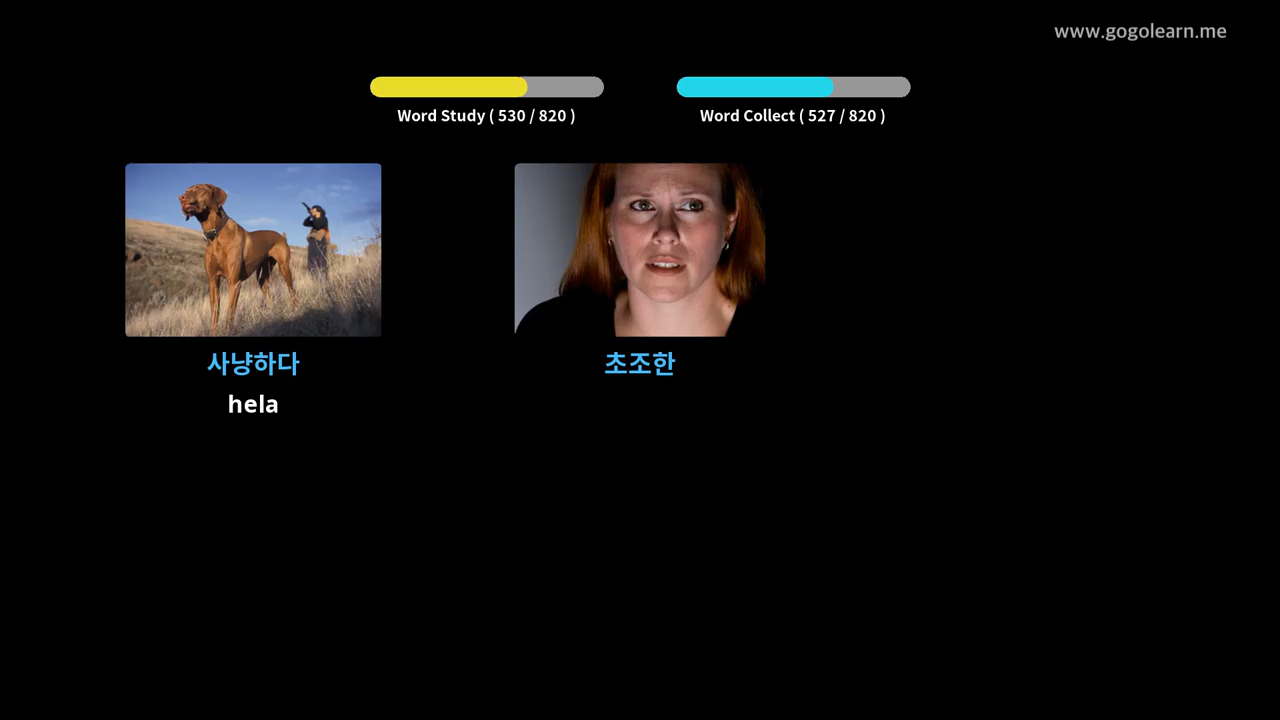 www.gogolearn.me
Word Study ( 530 / 820 )
Word Collect ( 527 / 820 )
사냥하다
초조한
hela